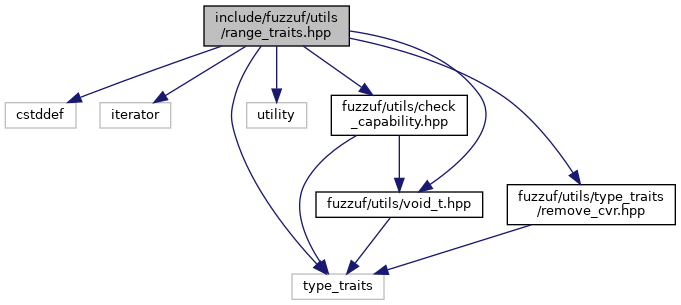 include/fuzzuf/utils
/range_traits.hpp
cstddef
iterator
utility
fuzzuf/utils/check
_capability.hpp
fuzzuf/utils/void_t.hpp
fuzzuf/utils/type_traits
/remove_cvr.hpp
type_traits